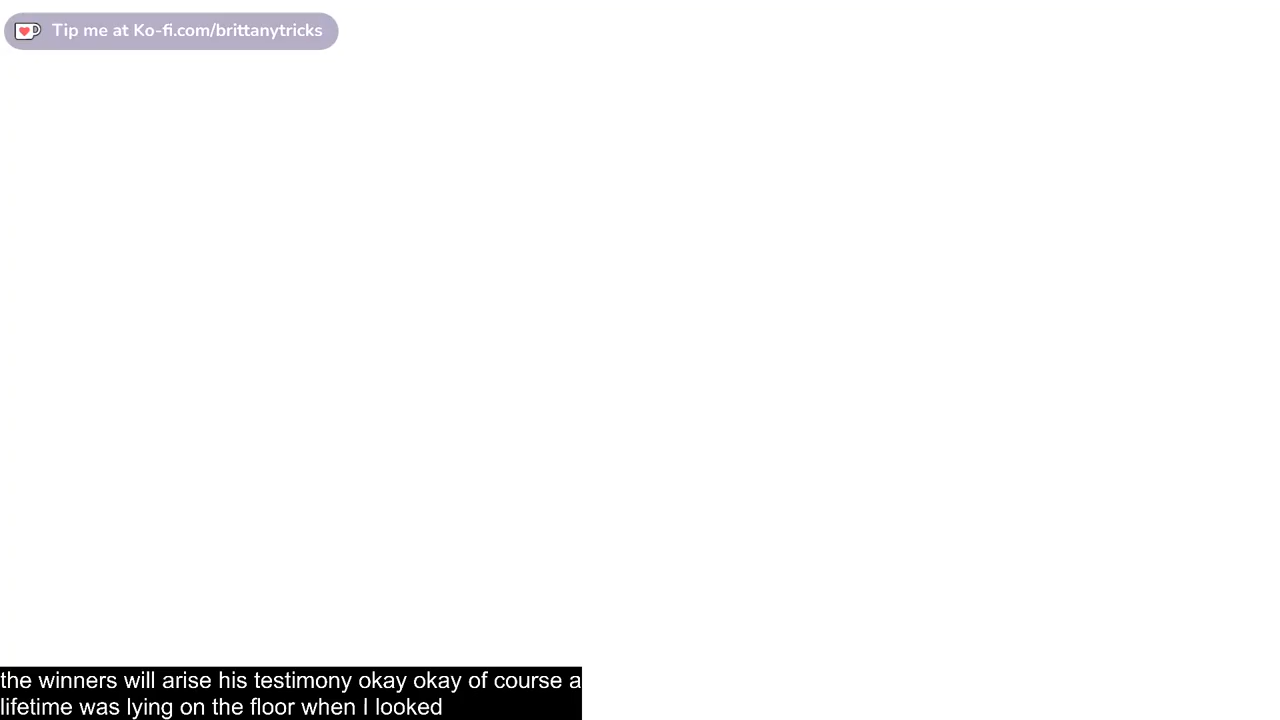 Tip me at Ko-fi.com/brittanytricks
the winners will arise his testimony okay okay of course a
lifetime was lying on the floor when I looked